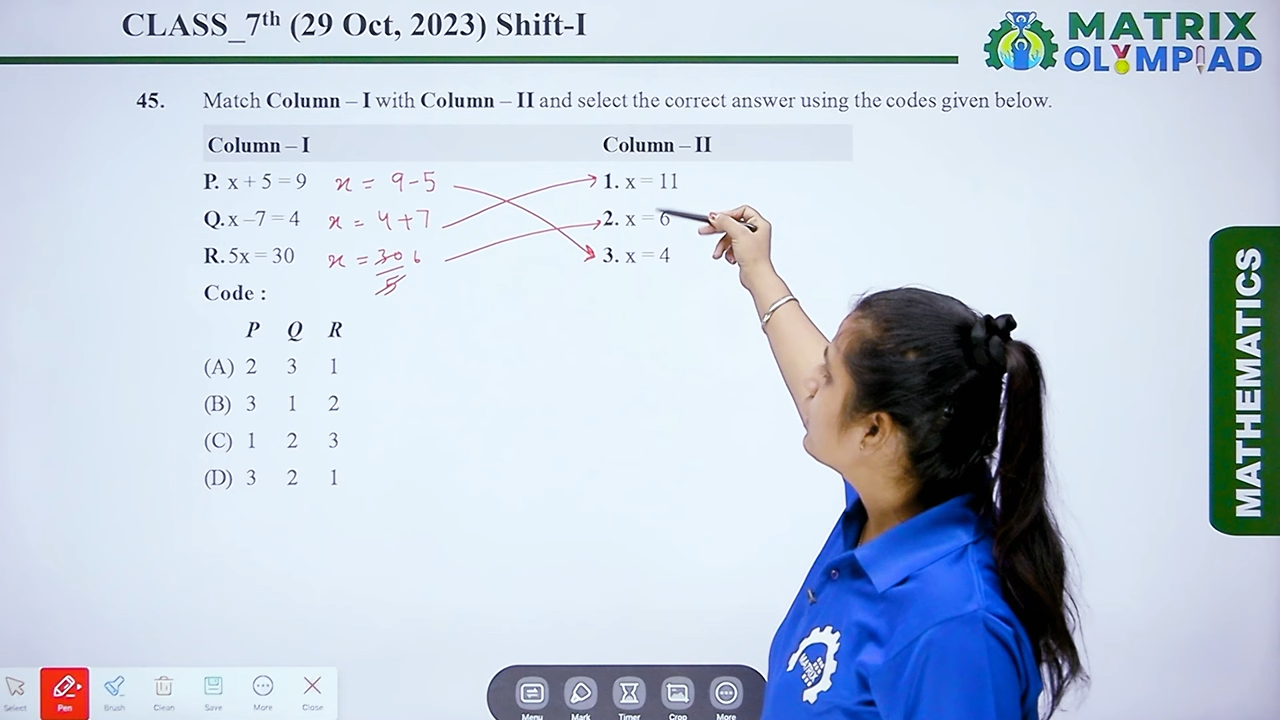 CLASS_7th (29 Oct, 2023) Shift-I
MATRIX
OLYMPIAD
45. Match Column – I with Column – II and select the correct answer using the codes given below.
Column – I Column – II
P. x + 5 = 9 x = 9-5 1. x = 11
Q. x –7 = 4 x = 4+7 2. x = 6
R. 5x = 30 x = 30/5 6 3. x = 4
Code :
P Q R
(A) 2 3 1
(B) 3 1 2
(C) 1 2 3
(D) 3 2 1
MATHEMATICS
MATRIX
Select Pen Brush Clean Save More Close
Menu Mark Timer Crop More